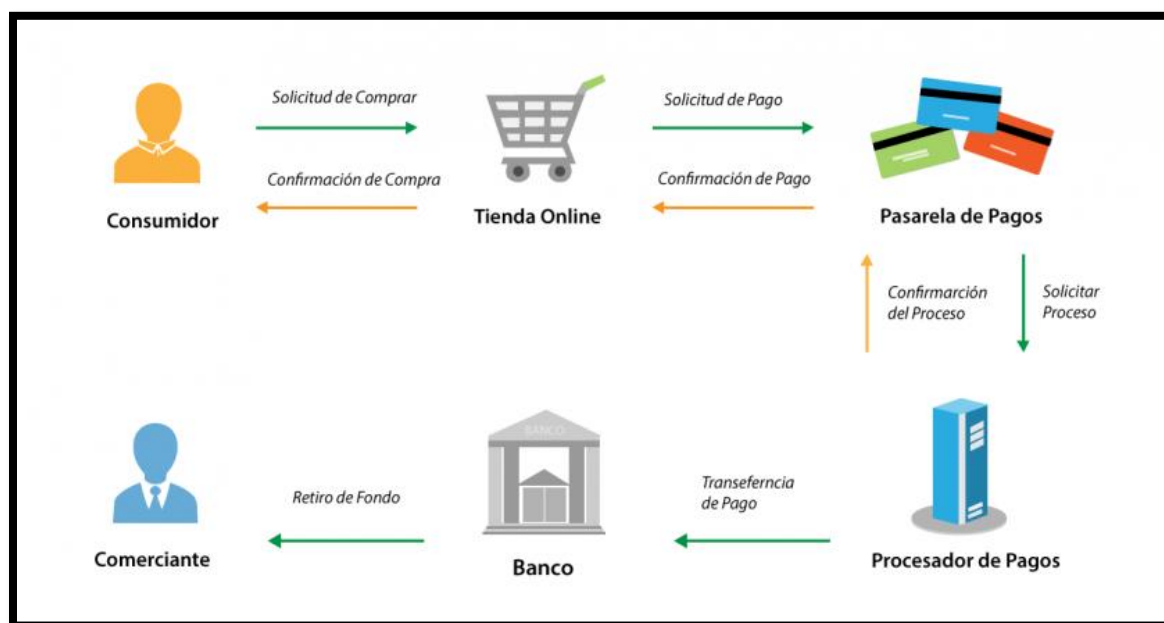 Solicitud de Comprar
Solicitud de Pago
Confirmación de Compra
Confirmación de Pago
Consumidor
Tienda Online
Pasarela de Pagos
Confirmarción
del Proceso
Solicitar
Proceso
BANCO
Transeferncia
de Pago
Retiro de Fondo
Comerciante
Banco
Procesador de Pagos